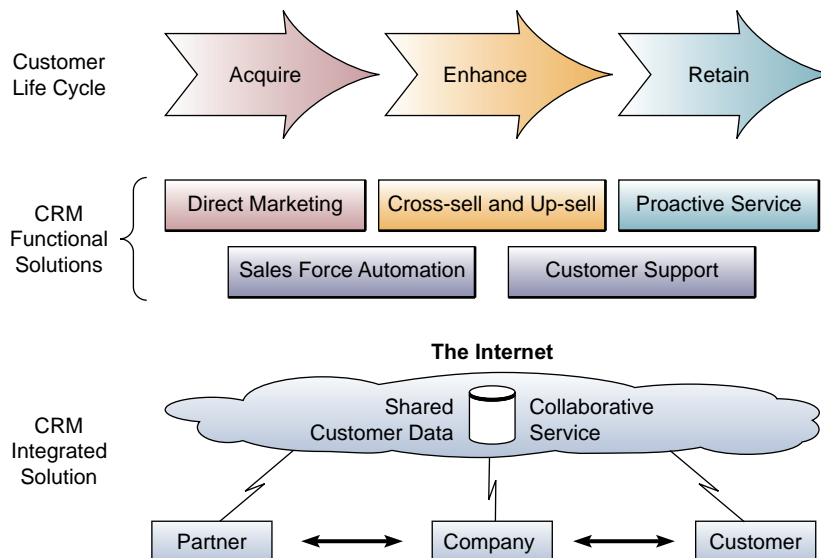 Customer
Life Cycle
Acquire
Enhance
Retain
CRM
Functional
Solutions
Direct Marketing
Cross-sell and Up-sell
Proactive Service
Sales Force Automation
Customer Support
The Internet
CRM
Integrated
Solution
Shared
Customer Data
Collaborative
Service
Partner
Company
Customer